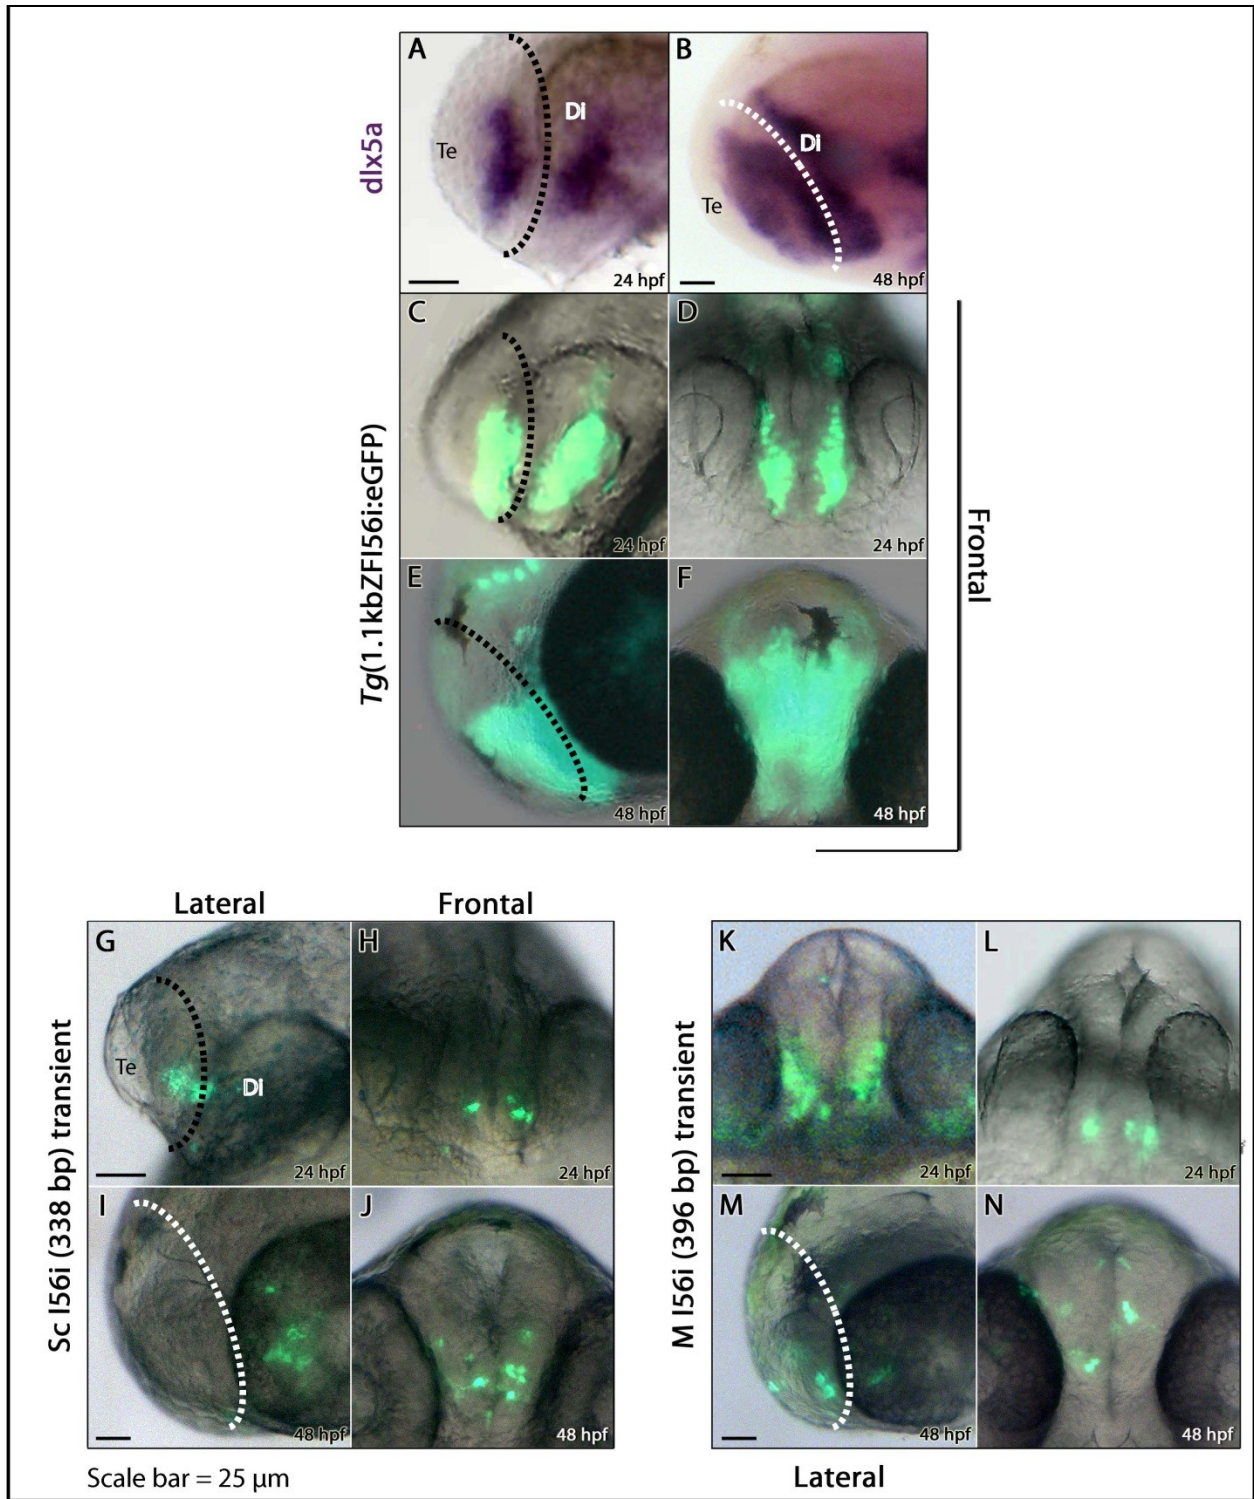 A
Di
Te
24 hpf
B
Di
Te
48 hpf
dlx5a
C
24 hpf
D
24 hpf
E
48 hpf
F
48 hpf
Tg(1.1kbZFI56i:eGFP)
Frontal
Lateral
Frontal
G
Te
Di
24 hpf
H
24 hpf
I
48 hpf
J
48 hpf
Sc I56i (338 bp) transient
K
24 hpf
L
24 hpf
M
48 hpf
N
48 hpf
M I56i (396 bp) transient
Scale bar = 25 µm
Lateral